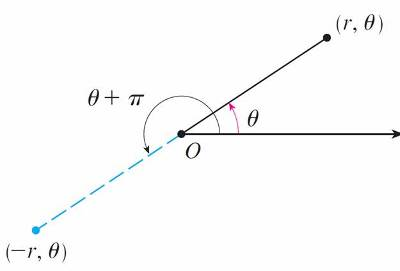 (r, θ)
θ + π
θ
O
(−r, θ)